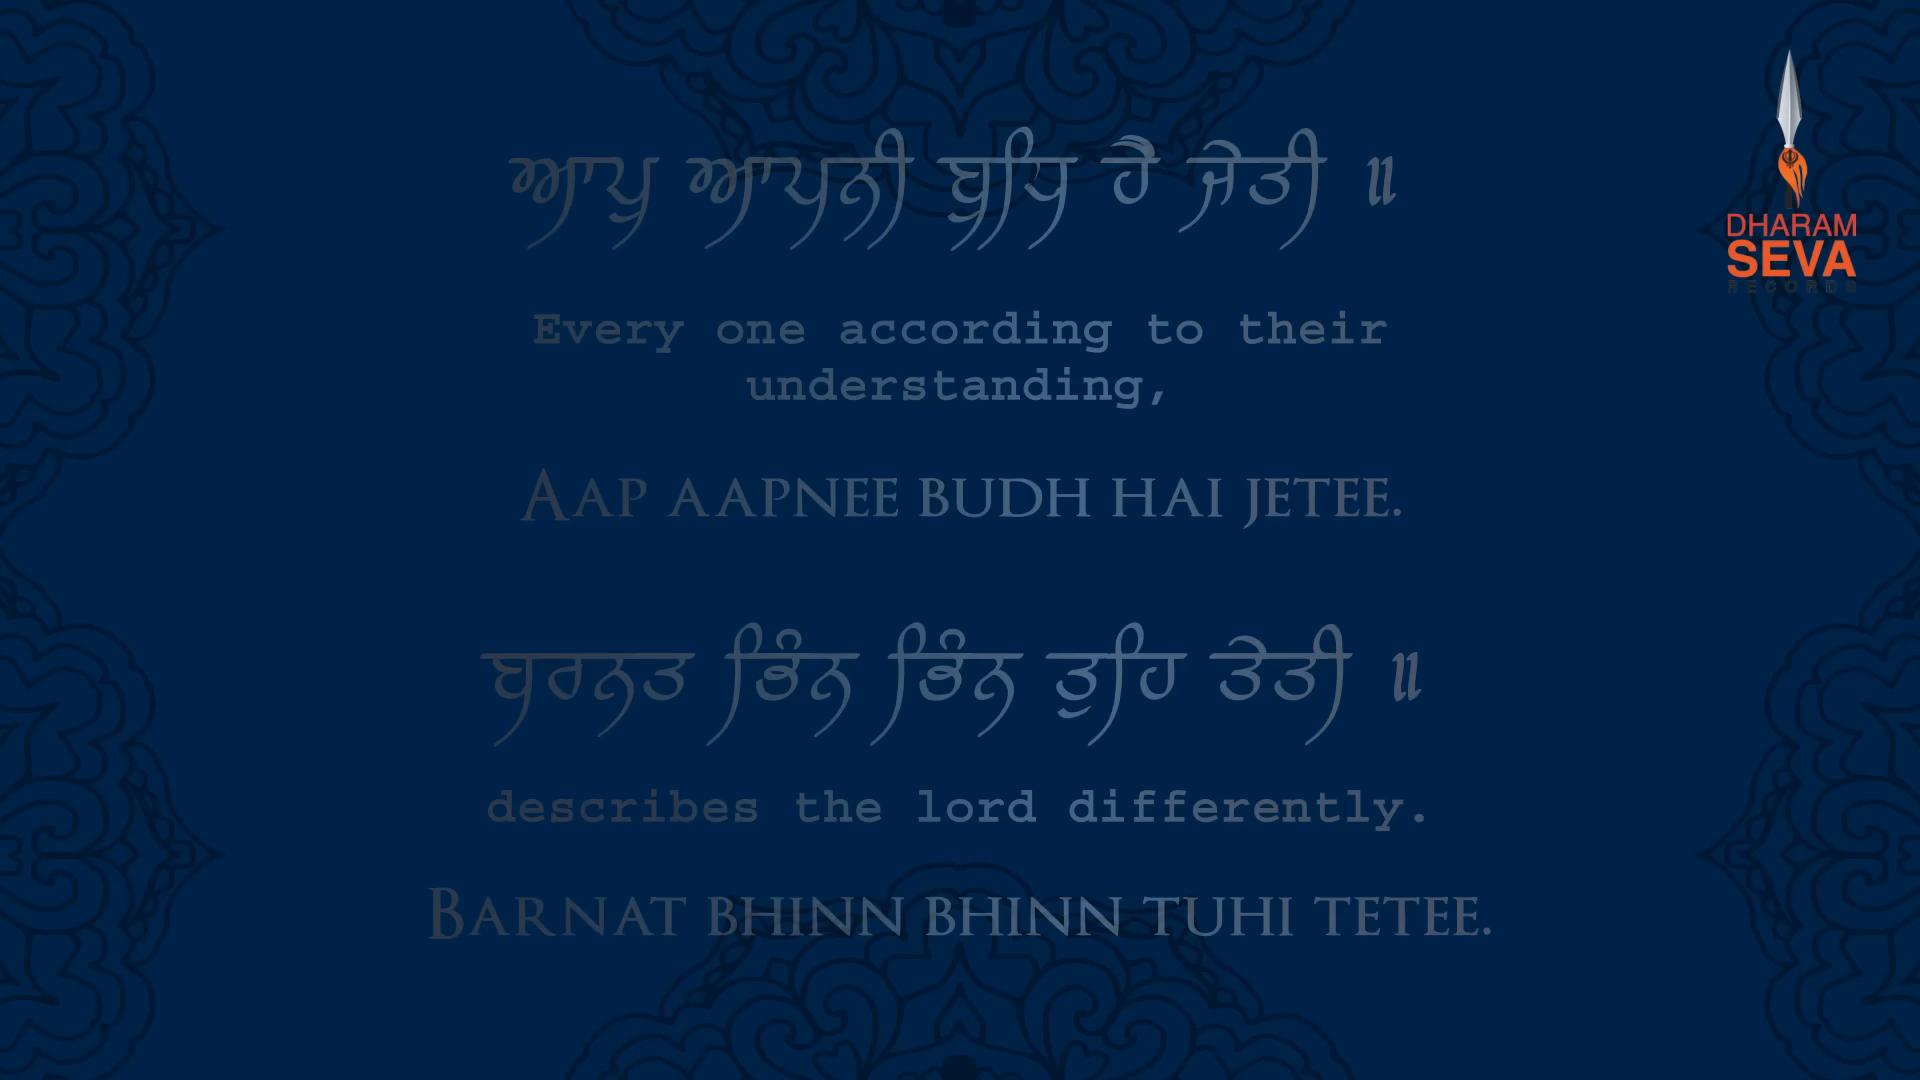 ਆਪੁ ਆਪਨੀ ਬੁਧਿ ਹੈ ਜੇਤੀ ॥
Every one according to their
understanding,
Aap aapnee budh hai jetee.
ਬਰਨਤ ਭਿੰਨ ਭਿੰਨ ਤੁਹਿ ਤੇਤੀ ॥
describes the lord differently.
Barnat bhinn bhinn tuhi tetee.
DHARAM
SEVA
RECORDS